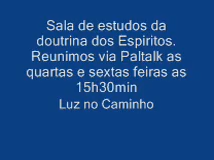 Sala de estudos da
doutrina dos Espiritos.
Reunimos via Paltalk as
quartas e sextas feiras as
15h30min
Luz no Caminho